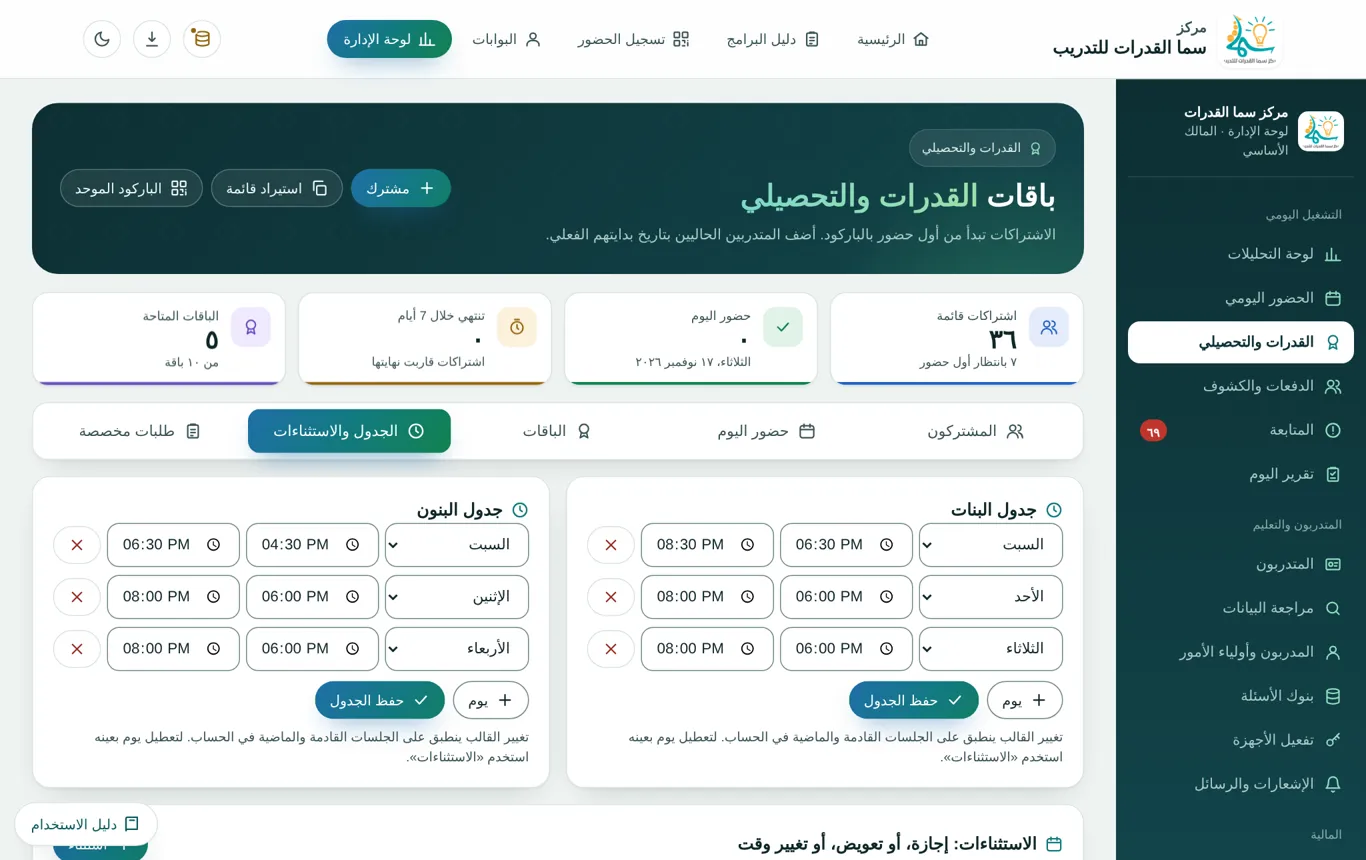 مركز
سما القدرات للتدريب
الرئيسية
دليل البرامج
تسجيل الحضور
البوابات
لوحة الإدارة
مركز سما القدرات
لوحة الإدارة · المالك
الأساسي
التشغيل اليومي
لوحة التحليلات
الحضور اليومي
القدرات والتحصيلي
الدفعات والكشوف
المتابعة
٦٩
تقرير اليوم
المتدربون والتعليم
المتدربون
مراجعة البيانات
المدربون وأولياء الأمور
بنوك الأسئلة
تفعيل الأجهزة
الإشعارات والرسائل
المالية
القدرات والتحصيلي
باقات القدرات والتحصيلي
الاشتراكات تبدأ من أول حضور بالباركود. أضف المتدربين الحاليين بتاريخ بدايتهم الفعلي.
مشترك
استيراد قائمة
الباركود الموحد
اشتراكات قائمة
٣٦
٧ بانتظار أول حضور
حضور اليوم
٠
الثلاثاء، ١٧ نوفمبر ٢٠٢٦
تنتهي خلال 7 أيام
٠
اشتراكات قاربت نهايتها
الباقات المتاحة
٥
من ١٠ باقة
المشتركون
حضور اليوم
الباقات
الجدول والاستثناءات
طلبات مخصصة
جدول البنات
السبت 06:30 PM 08:30 PM
الأحد 06:00 PM 08:00 PM
الثلاثاء 06:00 PM 08:00 PM
يوم
حفظ الجدول
تغيير القالب ينطبق على الجلسات القادمة والماضية في الحساب. لتعطيل يوم بعينه
استخدم «الاستثناءات».
جدول البنون
السبت 04:30 PM 06:30 PM
الإثنين 06:00 PM 08:00 PM
الأربعاء 06:00 PM 08:00 PM
يوم
حفظ الجدول
تغيير القالب ينطبق على الجلسات القادمة والماضية في الحساب. لتعطيل يوم بعينه
استخدم «الاستثناءات».
الاستثناءات: إجازة، أو تعويض، أو تغيير وقت
دليل الاستخدام